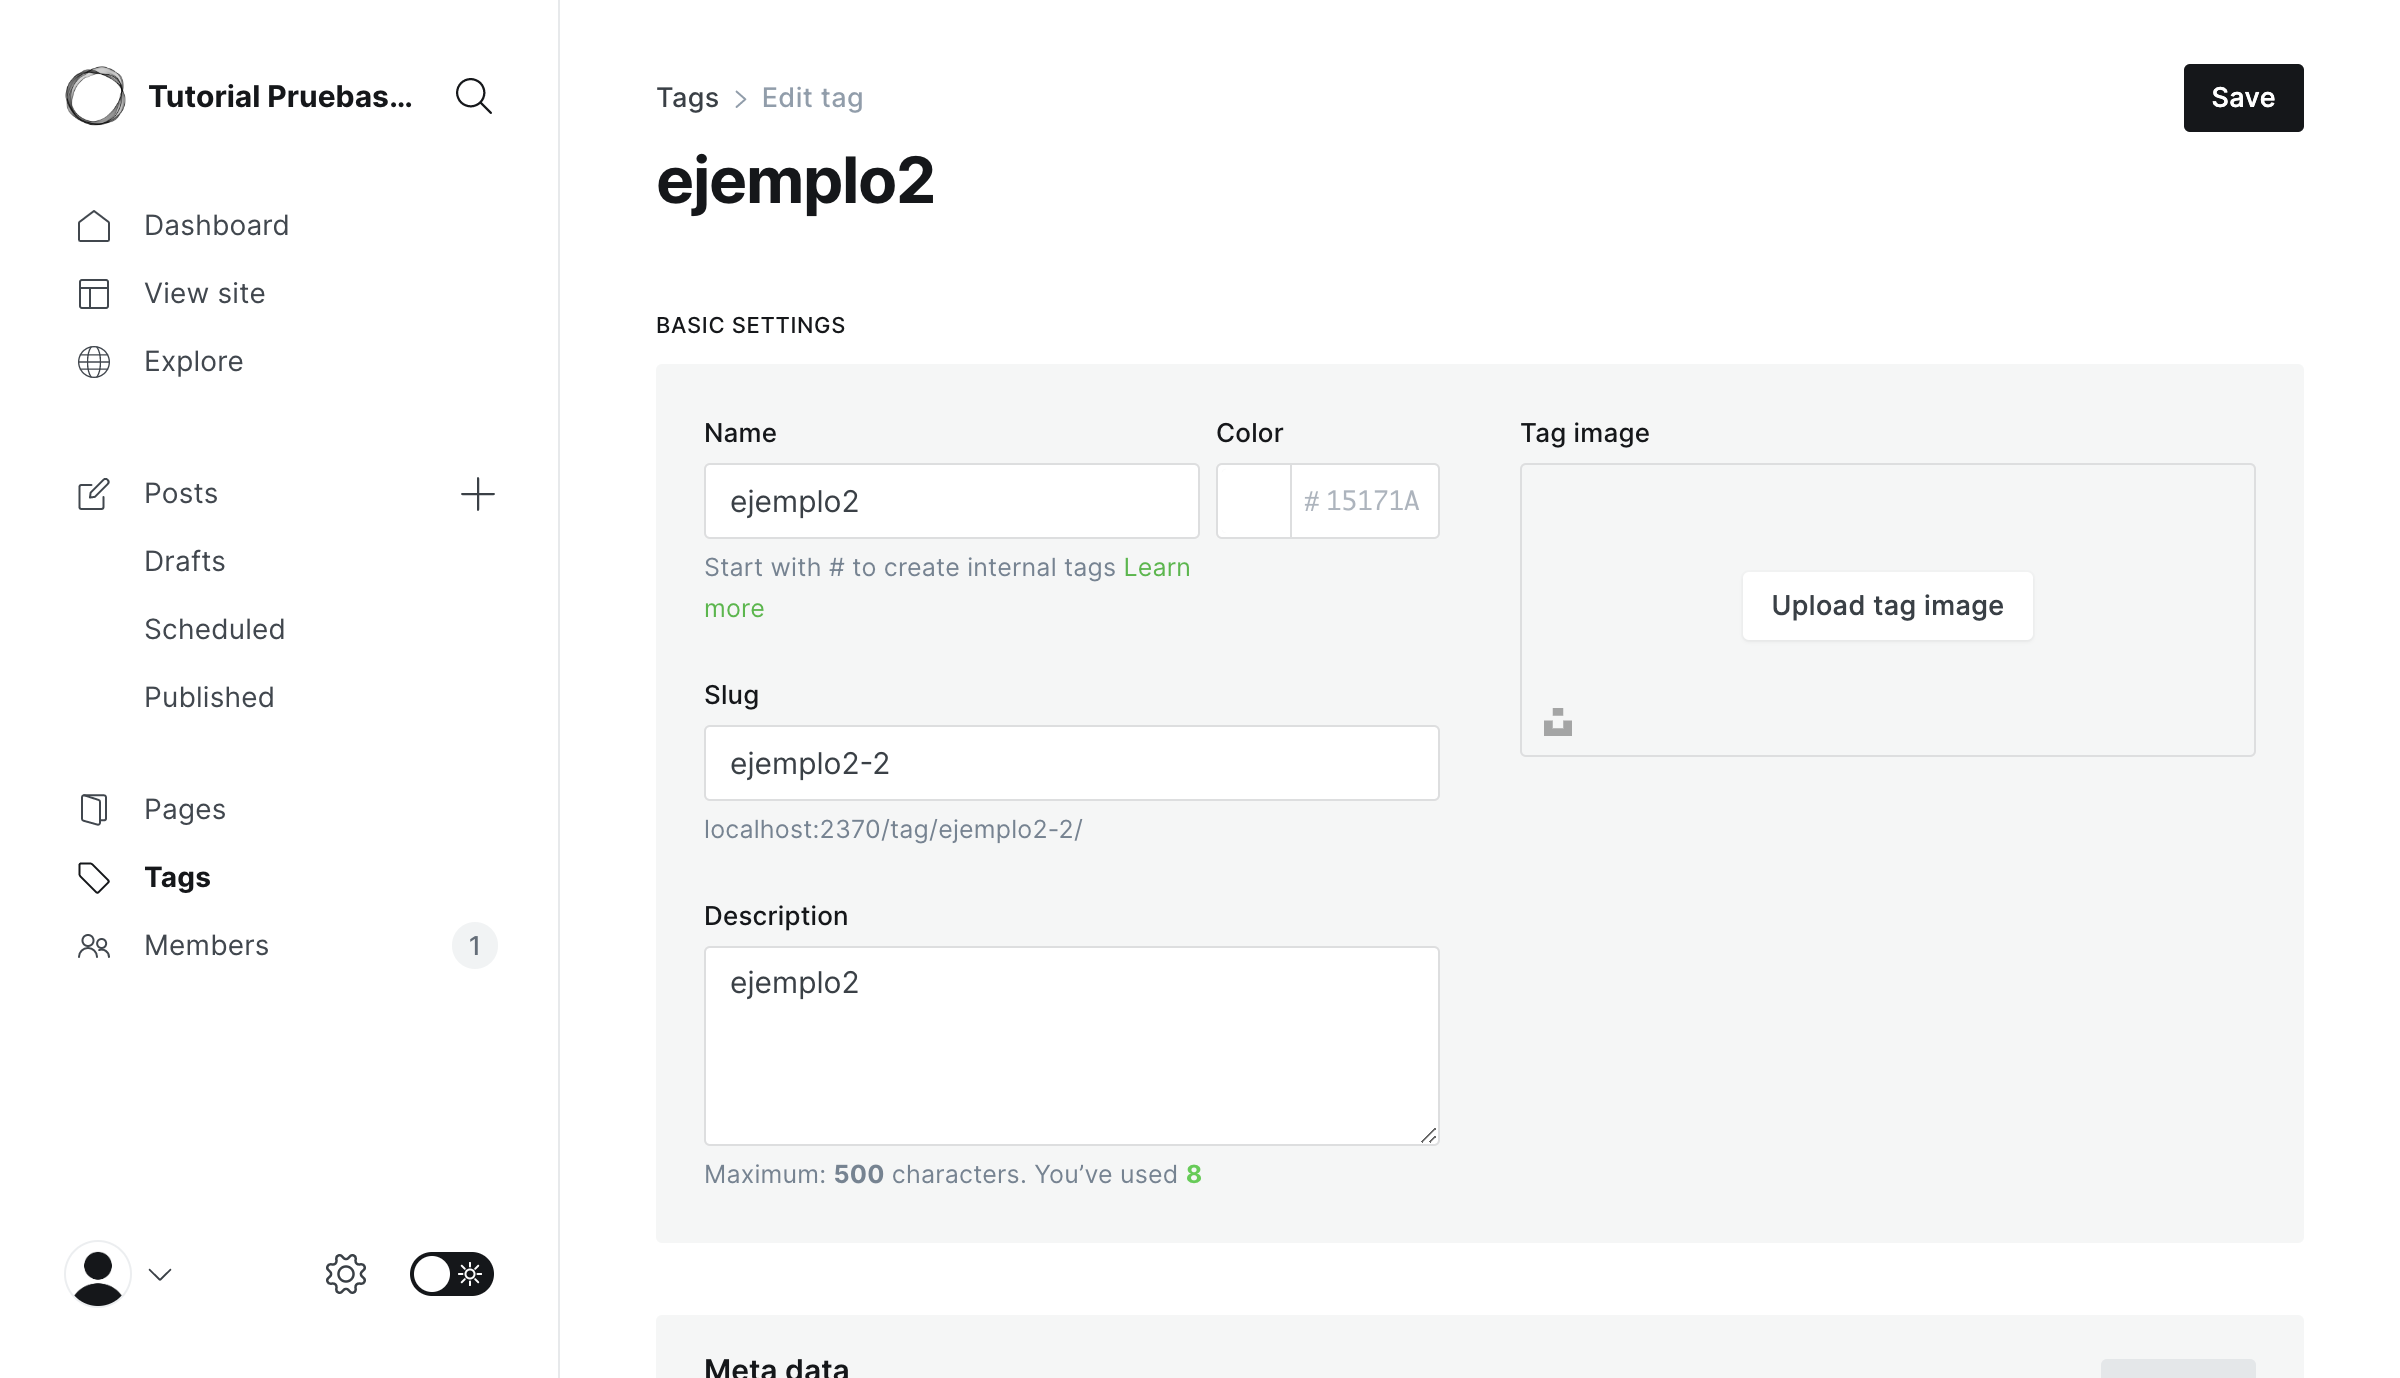 Tutorial Pruebas...
Dashboard
View site
Explore
Posts
Drafts
Scheduled
Published
Pages
Tags
Members
1
Tags > Edit tag
Save
ejemplo2
BASIC SETTINGS
Name
ejemplo2
Start with # to create internal tags Learn
more
Color
# 15171A
Tag image
Upload tag image
Slug
ejemplo2-2
localhost:2370/tag/ejemplo2-2/
Description
ejemplo2
Maximum: 500 characters. You’ve used 8
Meta data